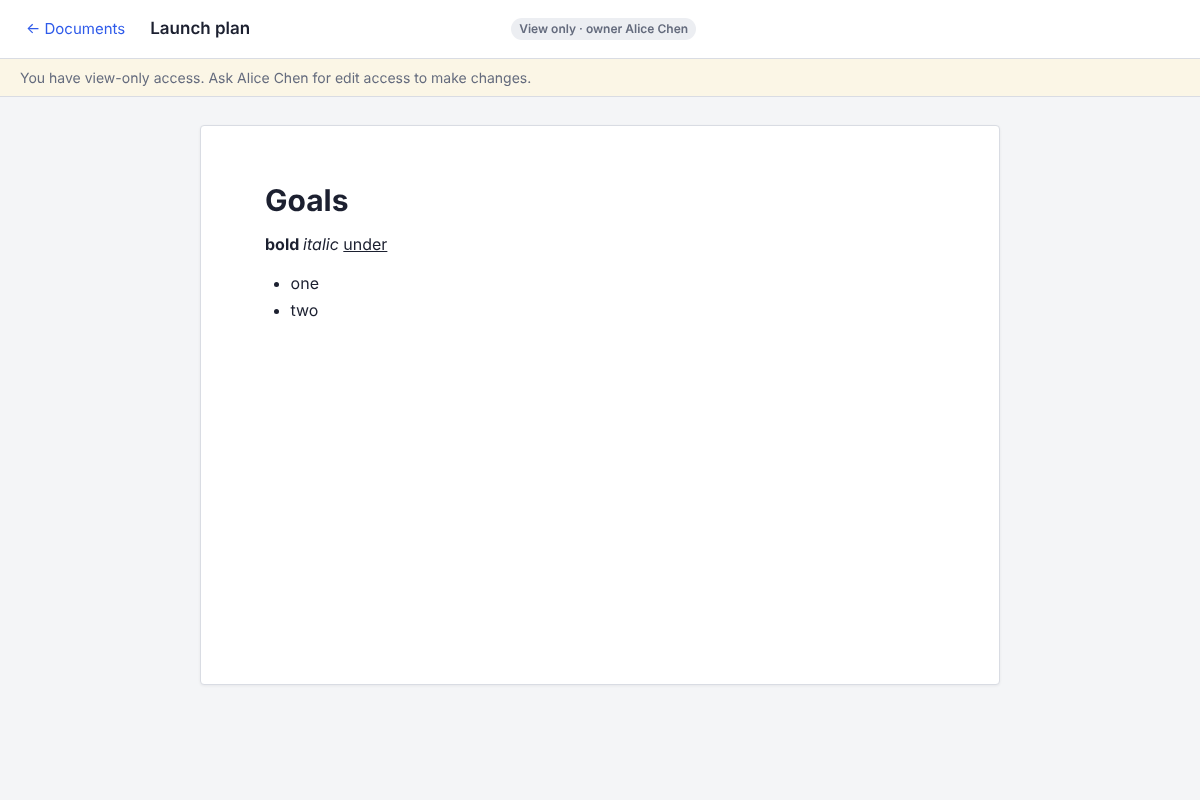 ← Documents
Launch plan
View only · owner Alice Chen
You have view-only access. Ask Alice Chen for edit access to make changes.
Goals
bold italic under
• one
• two